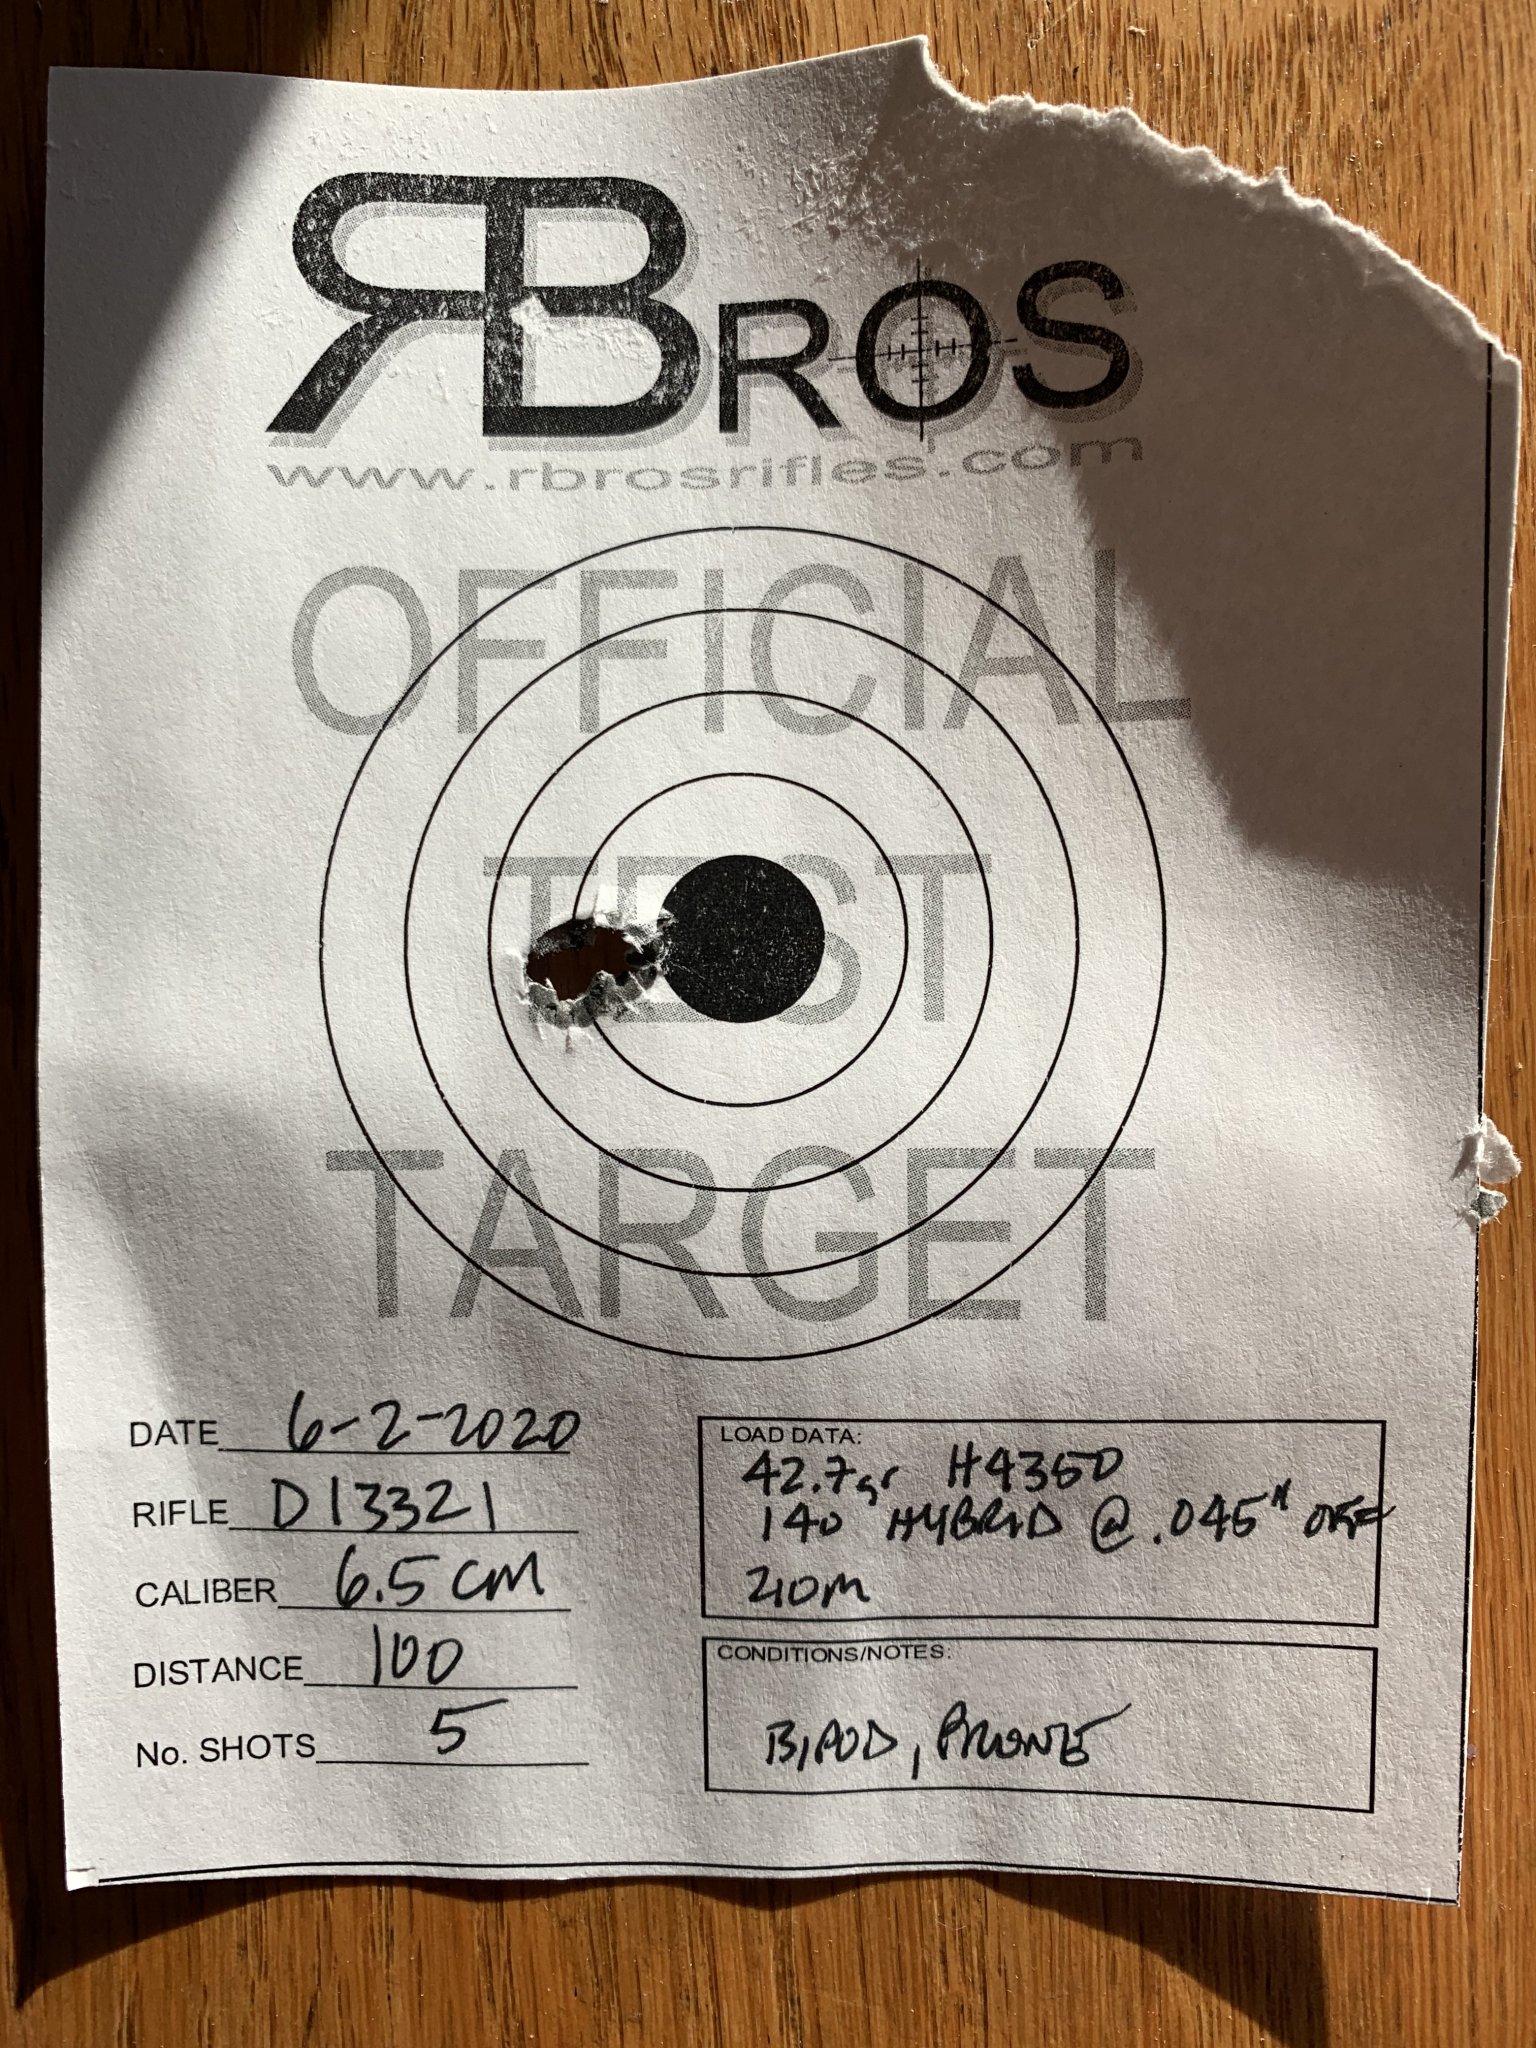 RBROS
www.rbrosrifles.com
OFFICIAL
TEST
TARGET
DATE 6-2-2020
RIFLE D13321
CALIBER 6.5 CM
DISTANCE 100
No. SHOTS 5
LOAD DATA:
42.7gr H4350
140 HYBRID @ .045" OFF
210M
CONDITIONS/NOTES:
BIPOD, PRONE